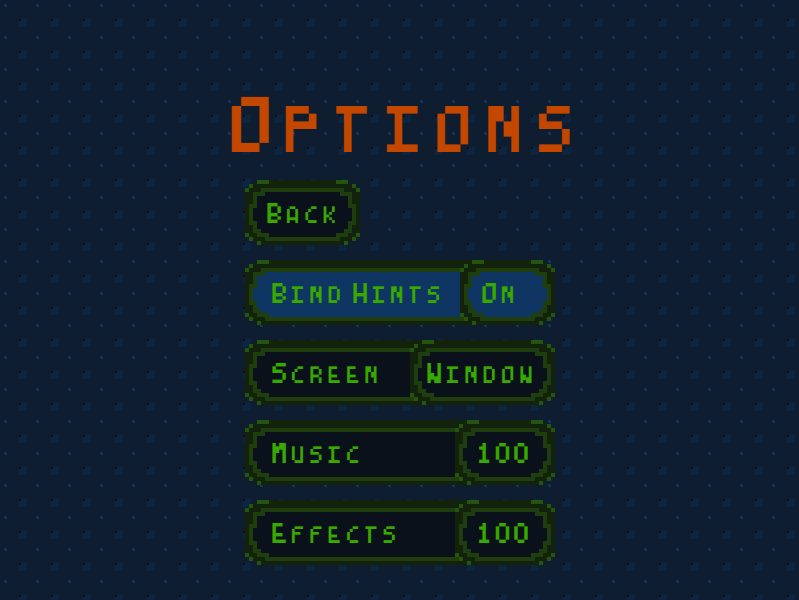 Options
Back
Bind Hints On
Screen Window
Music 100
Effects 100